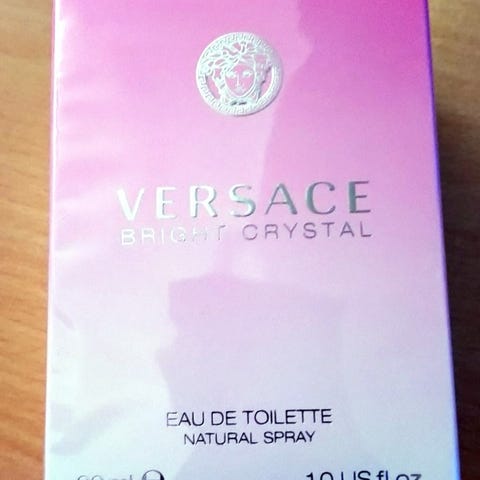 VERSACE
BRIGHT CRYSTAL
EAU DE TOILETTE
NATURAL SPRAY
1.0 US fl oz